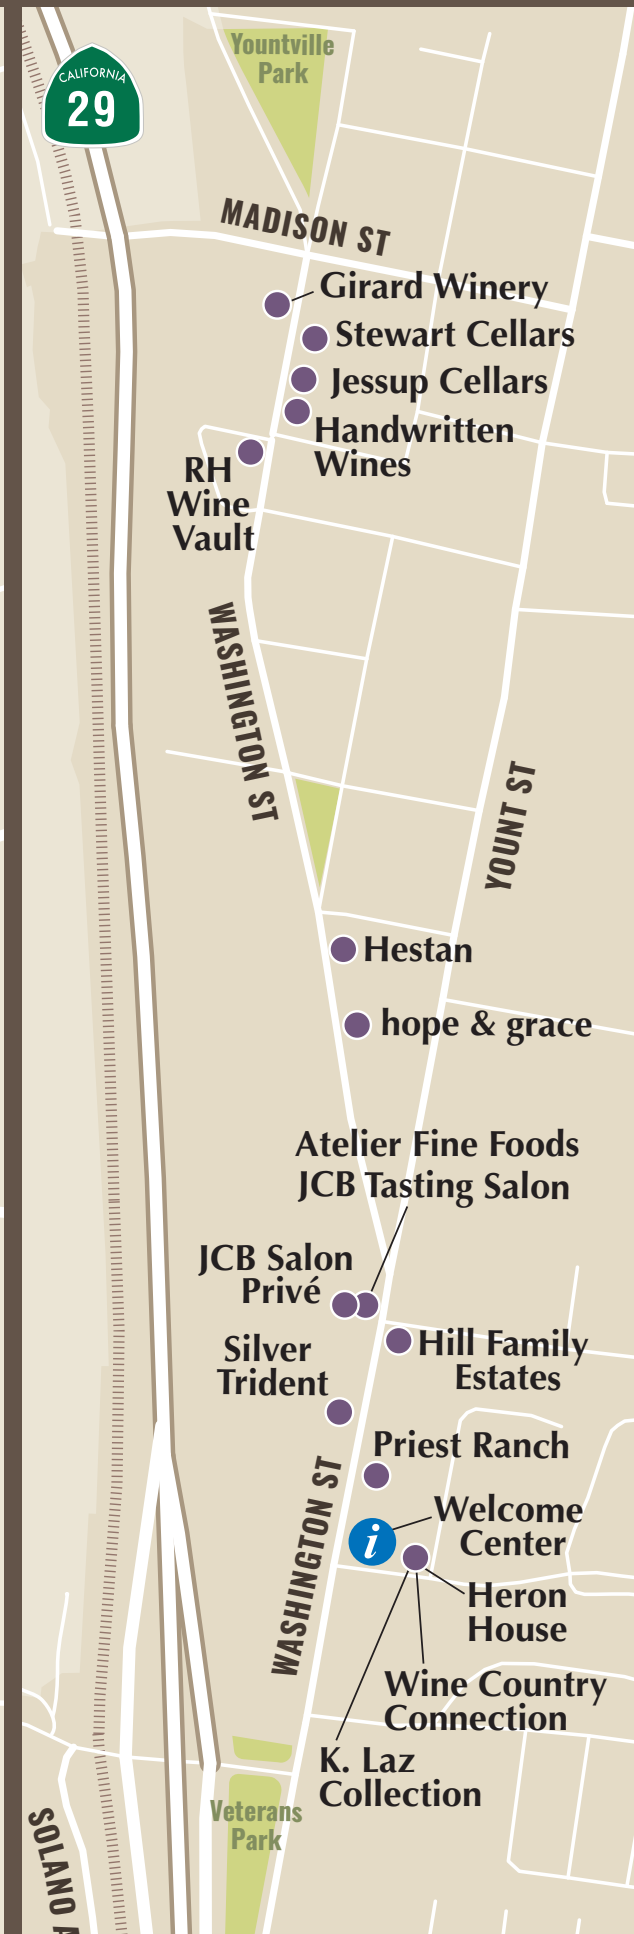 Yountville
Park
CALIFORNIA
29
MADISON ST
Girard Winery
Stewart Cellars
Jessup Cellars
Handwritten
Wines
RH
Wine
Vault
WASHINGTON ST
YOUNT ST
Hestan
hope & grace
Atelier Fine Foods
JCB Tasting Salon
JCB Salon
Privé
Hill Family
Estates
Silver
Trident
Priest Ranch
WASHINGTON ST
i
Welcome
Center
Heron
House
Wine Country
Connection
K. Laz
Collection
Veterans
Park
SOLANO A